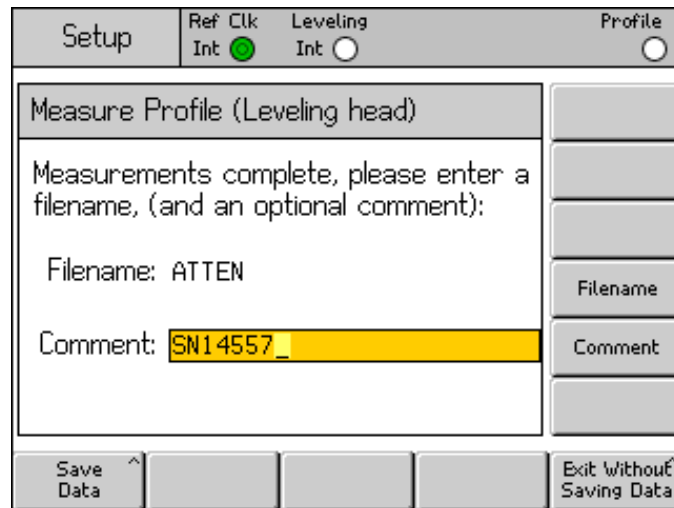 Setup
Ref Clk
Int
Leveling
Int
Profile
Measure Profile (Leveling head)
Measurements complete, please enter a
filename, (and an optional comment):
Filename: ATTEN
Comment: SN14557_
Filename
Comment
Save
Data
Exit Without
Saving Data